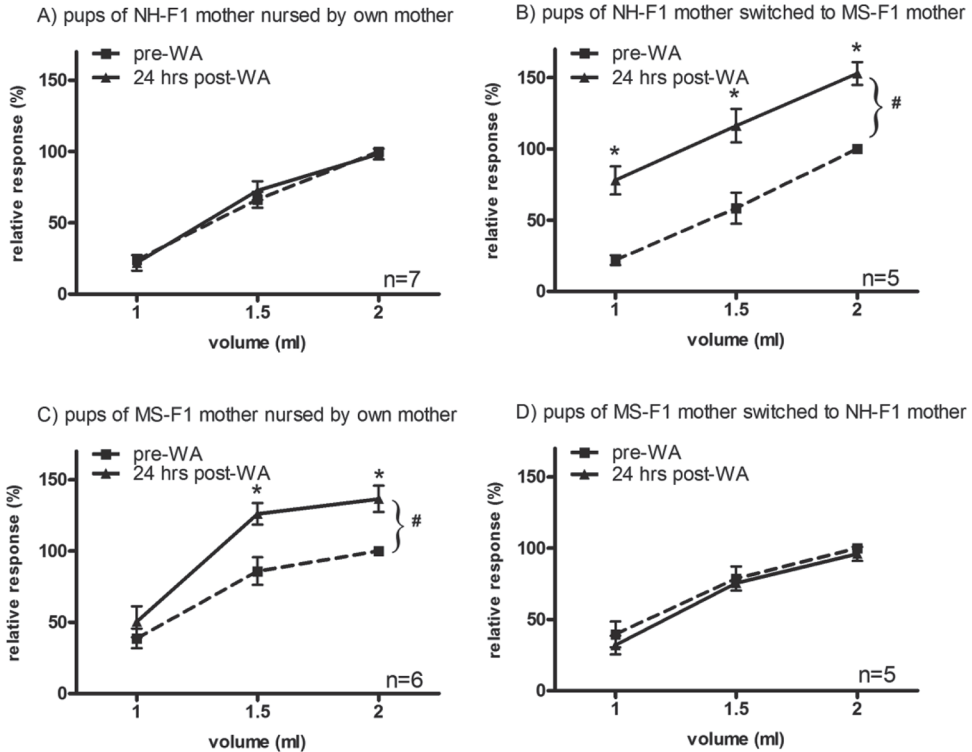 A) pups of NH-F1 mother nursed by own mother
pre-WA
24 hrs post-WA
150
100
50
0
relative response (%)
1
1.5
2
volume (ml)
n=7
B) pups of NH-F1 mother switched to MS-F1 mother
pre-WA
24 hrs post-WA
150
100
50
0
relative response (%)
*
*
*
#
1
1.5
2
volume (ml)
n=5
C) pups of MS-F1 mother nursed by own mother
pre-WA
24 hrs post-WA
150
100
50
0
relative response (%)
*
*
#
1
1.5
2
volume (ml)
n=6
D) pups of MS-F1 mother switched to NH-F1 mother
pre-WA
24 hrs post-WA
150
100
50
0
relative response (%)
1
1.5
2
volume (ml)
n=5